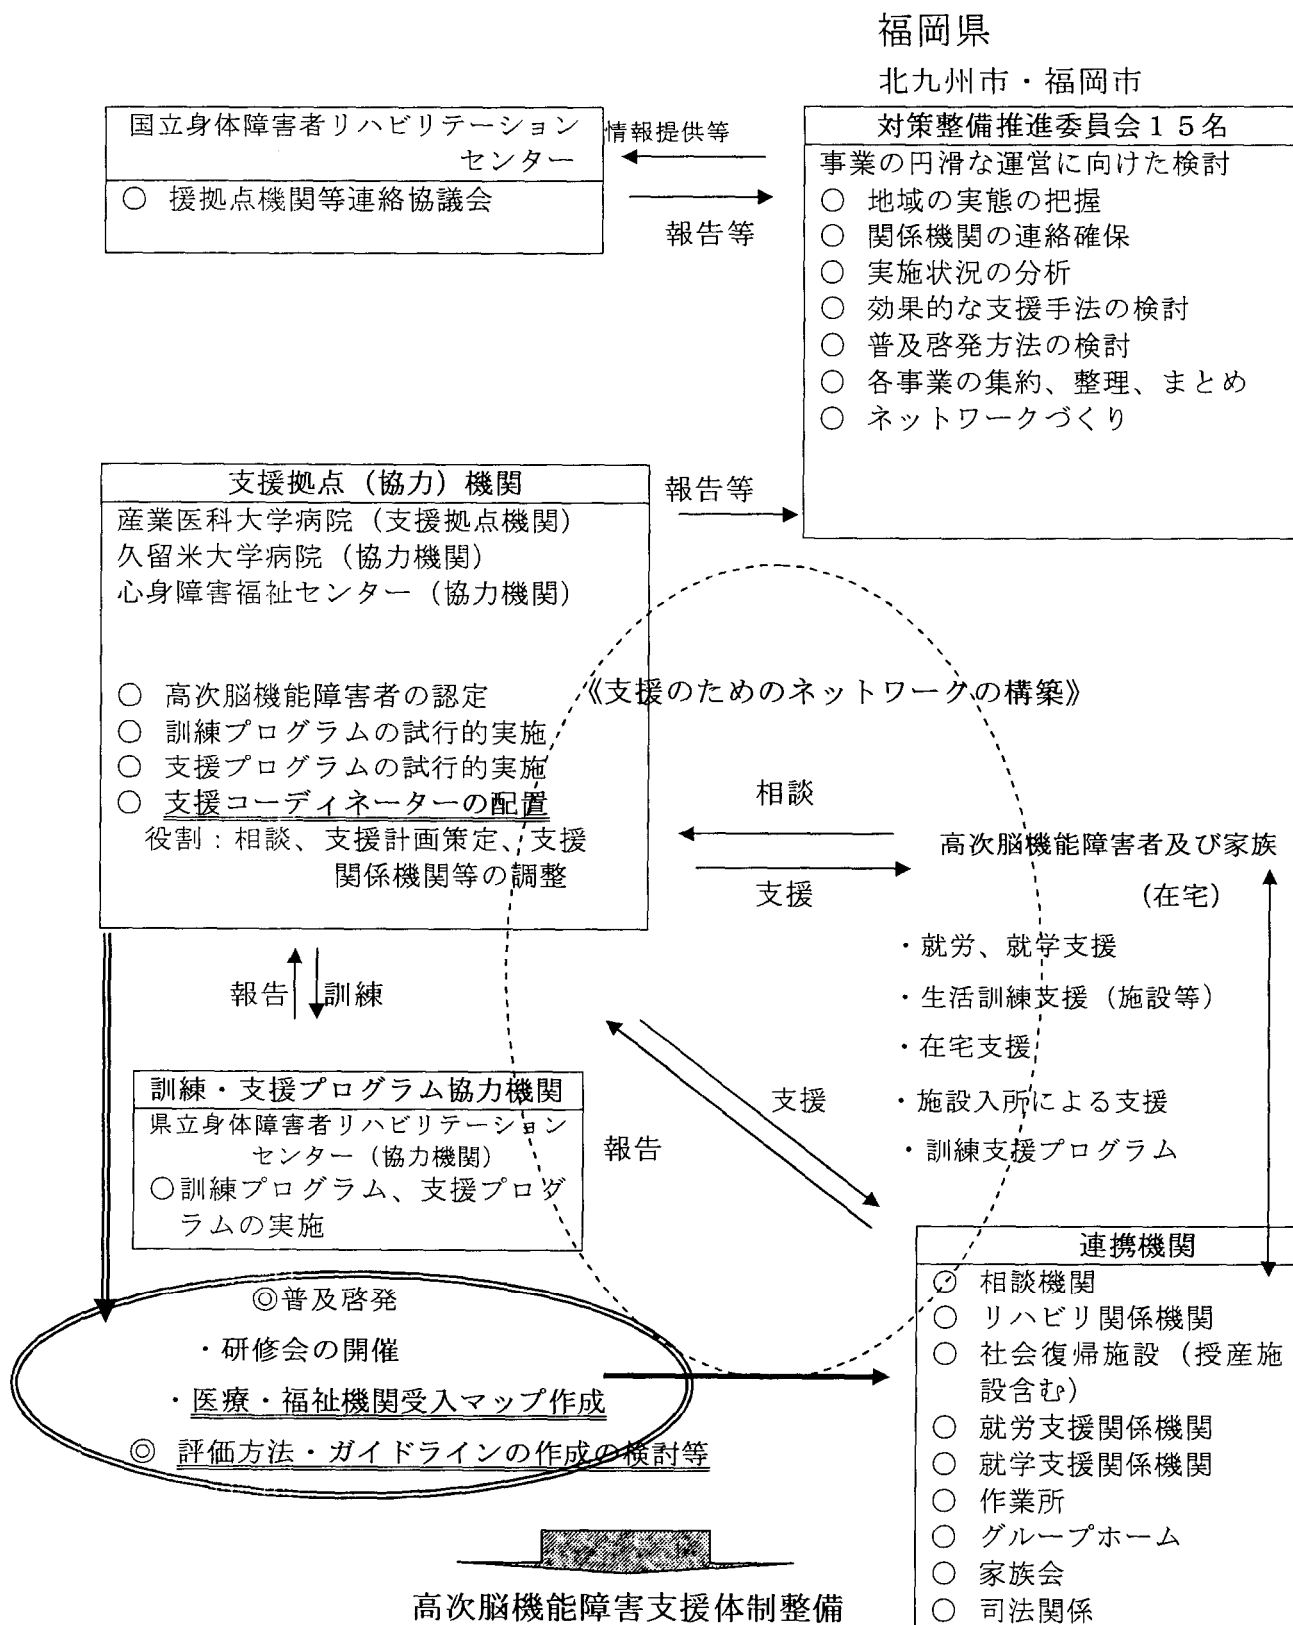 福岡県
北九州市・福岡市
国立身体障害者リハビリテーション
センター
○ 援拠点機関等連絡協議会
情報提供等
報告等
対策整備推進委員会１５名
事業の円滑な運営に向けた検討
○ 地域の実態の把握
○ 関係機関の連絡確保
○ 実施状況の分析
○ 効果的な支援手法の検討
○ 普及啓発方法の検討
○ 各事業の集約、整理、まとめ
○ ネットワークづくり
支援拠点（協力）機関
産業医科大学病院（支援拠点機関）
久留米大学病院（協力機関）
心身障害福祉センター（協力機関）
○ 高次脳機能障害者の認定
○ 訓練プログラムの試行的実施
○ 支援プログラムの試行的実施
○ 支援コーディネーターの配置
役割：相談、支援計画策定、支援
関係機関等の調整
報告等
《支援のためのネットワークの構築》
相談
支援
高次脳機能障害者及び家族
（在宅）
・就労、就学支援
・生活訓練支援（施設等）
・在宅支援
・施設入所による支援
・訓練支援プログラム
報告
訓練
訓練・支援プログラム協力機関
県立身体障害者リハビリテーション
センター（協力機関）
○訓練プログラム、支援プログ
ラムの実施
支援
報告
◎普及啓発
・研修会の開催
・医療・福祉機関受入マップ作成
◎ 評価方法・ガイドラインの作成の検討等
連携機関
○ 相談機関
○ リハビリ関係機関
○ 社会復帰施設（授産施
設含む）
○ 就労支援関係機関
○ 就学支援関係機関
○ 作業所
○ グループホーム
○ 家族会
○ 司法関係
高次脳機能障害支援体制整備